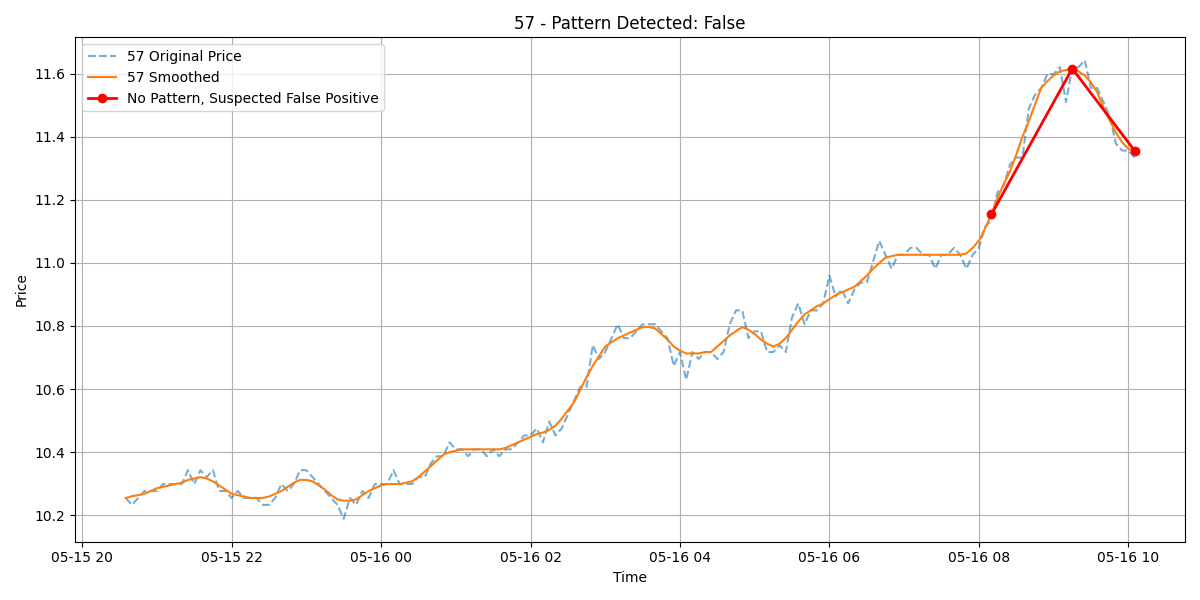 57 - Pattern Detected: False
57 Original Price
57 Smoothed
No Pattern, Suspected False Positive
Price
11.6
11.4
11.2
11.0
10.8
10.6
10.4
10.2
05-15 20
05-15 22
05-16 00
05-16 02
05-16 04
05-16 06
05-16 08
05-16 10
Time